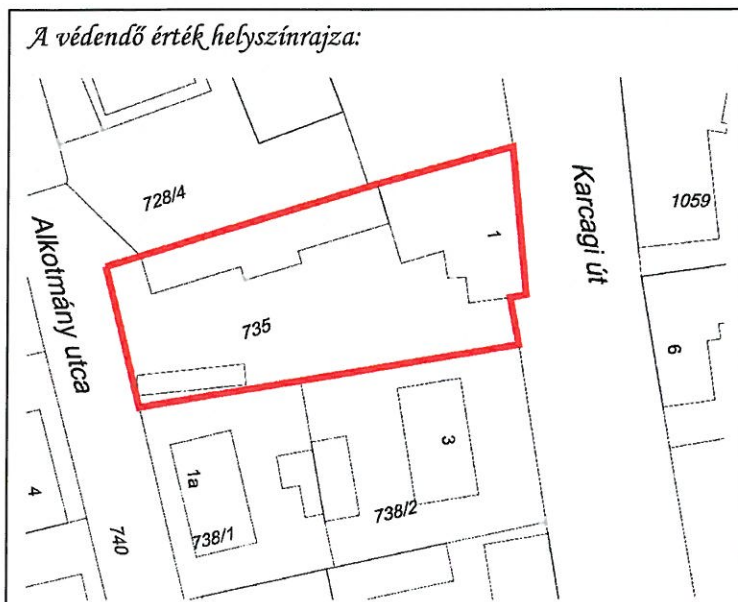 A védendő érték helyszínrajza:
728/4
Karcagi út
1059
1
Alkotmány utca
735
6
3
1a
4
738/2
738/1
740